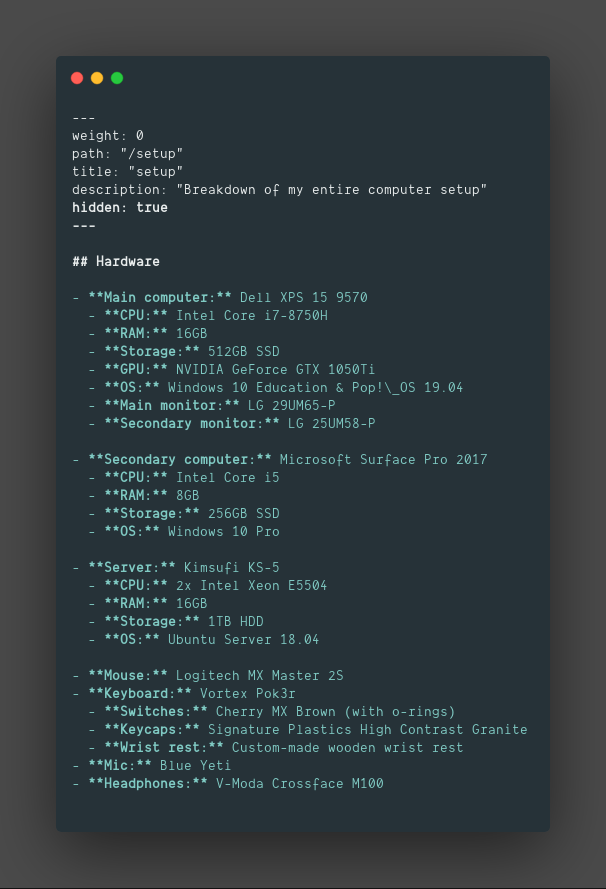 ---
weight: 0
path: "/setup"
title: "setup"
description: "Breakdown of my entire computer setup"
hidden: true
---

## Hardware

- **Main computer:** Dell XPS 15 9570
  - **CPU:** Intel Core i7-8750H
  - **RAM:** 16GB
  - **Storage:** 512GB SSD
  - **GPU:** NVIDIA GeForce GTX 1050Ti
  - **OS:** Windows 10 Education & Pop!\_OS 19.04
  - **Main monitor:** LG 29UM65-P
  - **Secondary monitor:** LG 25UM58-P

- **Secondary computer:** Microsoft Surface Pro 2017
  - **CPU:** Intel Core i5
  - **RAM:** 8GB
  - **Storage:** 256GB SSD
  - **OS:** Windows 10 Pro

- **Server:** Kimsufi KS-5
  - **CPU:** 2x Intel Xeon E5504
  - **RAM:** 16GB
  - **Storage:** 1TB HDD
  - **OS:** Ubuntu Server 18.04

- **Mouse:** Logitech MX Master 2S
- **Keyboard:** Vortex Pok3r
  - **Switches:** Cherry MX Brown (with o-rings)
  - **Keycaps:** Signature Plastics High Contrast Granite
  - **Wrist rest:** Custom-made wooden wrist rest
- **Mic:** Blue Yeti
- **Headphones:** V-Moda Crossface M100